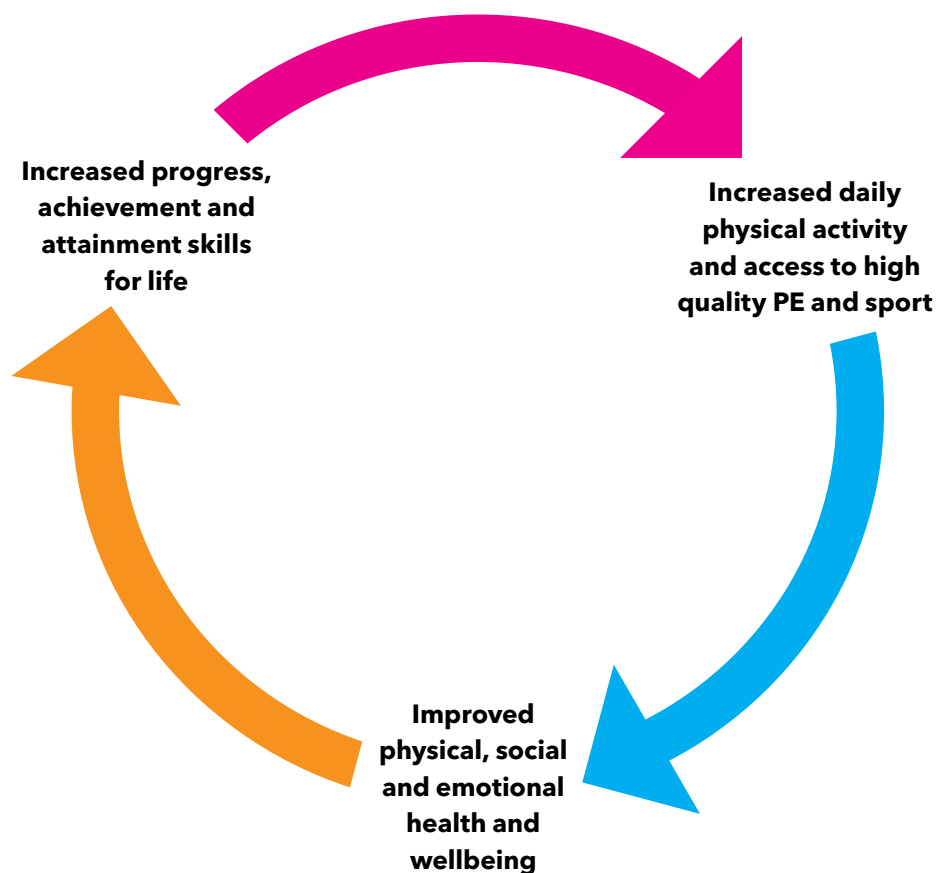 Increased progress,
achievement and
attainment skills
for life
Increased daily
physical activity
and access to high
quality PE and sport
Improved
physical, social
and emotional
health and
wellbeing